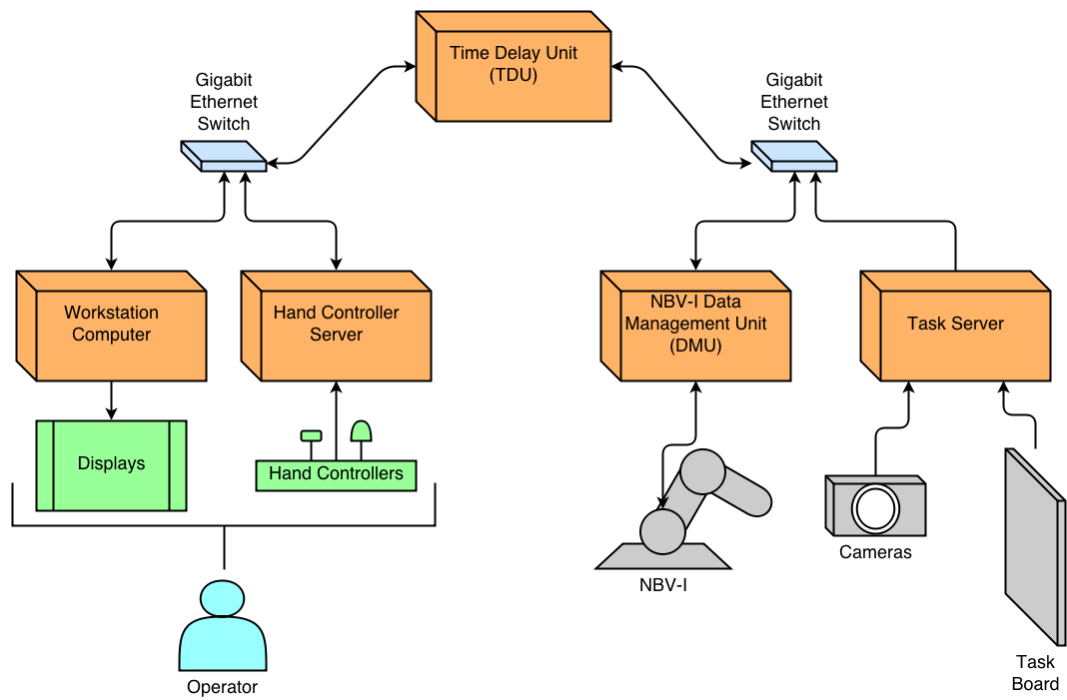 Time Delay Unit
(TDU)
Gigabit
Ethernet
Switch
Gigabit
Ethernet
Switch
Workstation
Computer
Hand Controller
Server
NBV-I Data
Management Unit
(DMU)
Task Server
Displays
Hand Controllers
Cameras
NBV-I
Task
Board
Operator